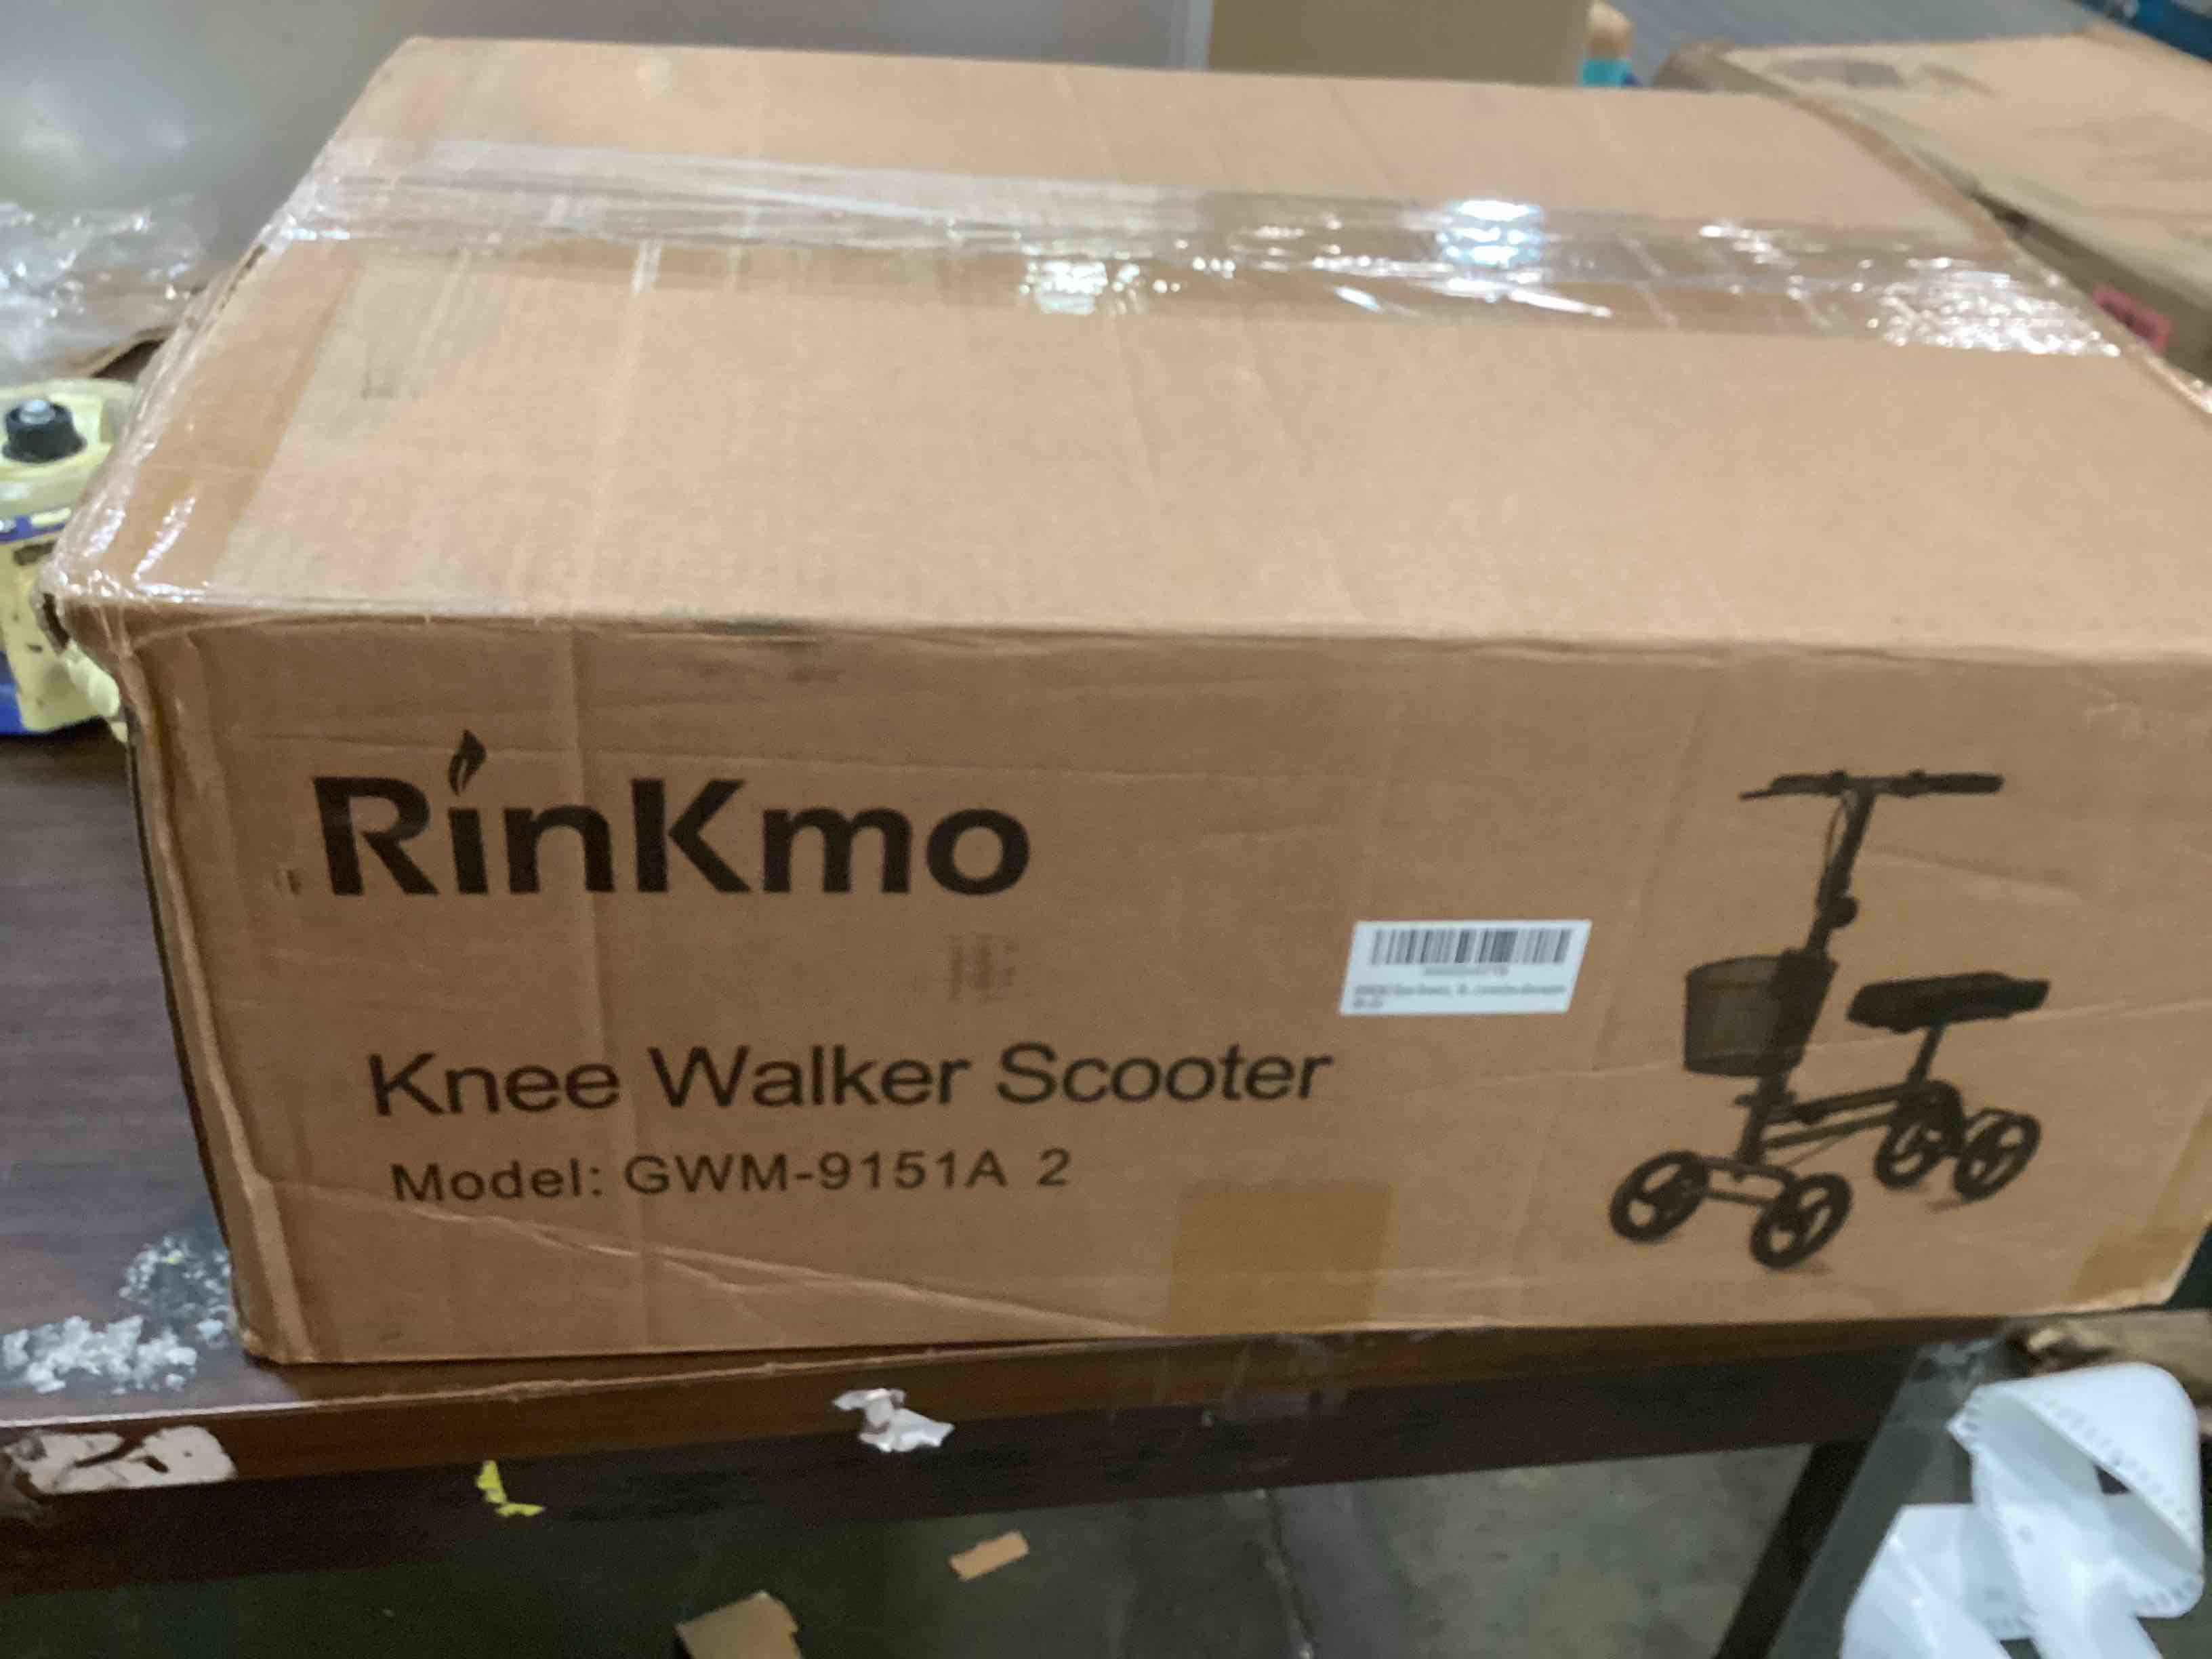 RinKmo
Knee Walker Scooter
Model: GWM-9151A 2